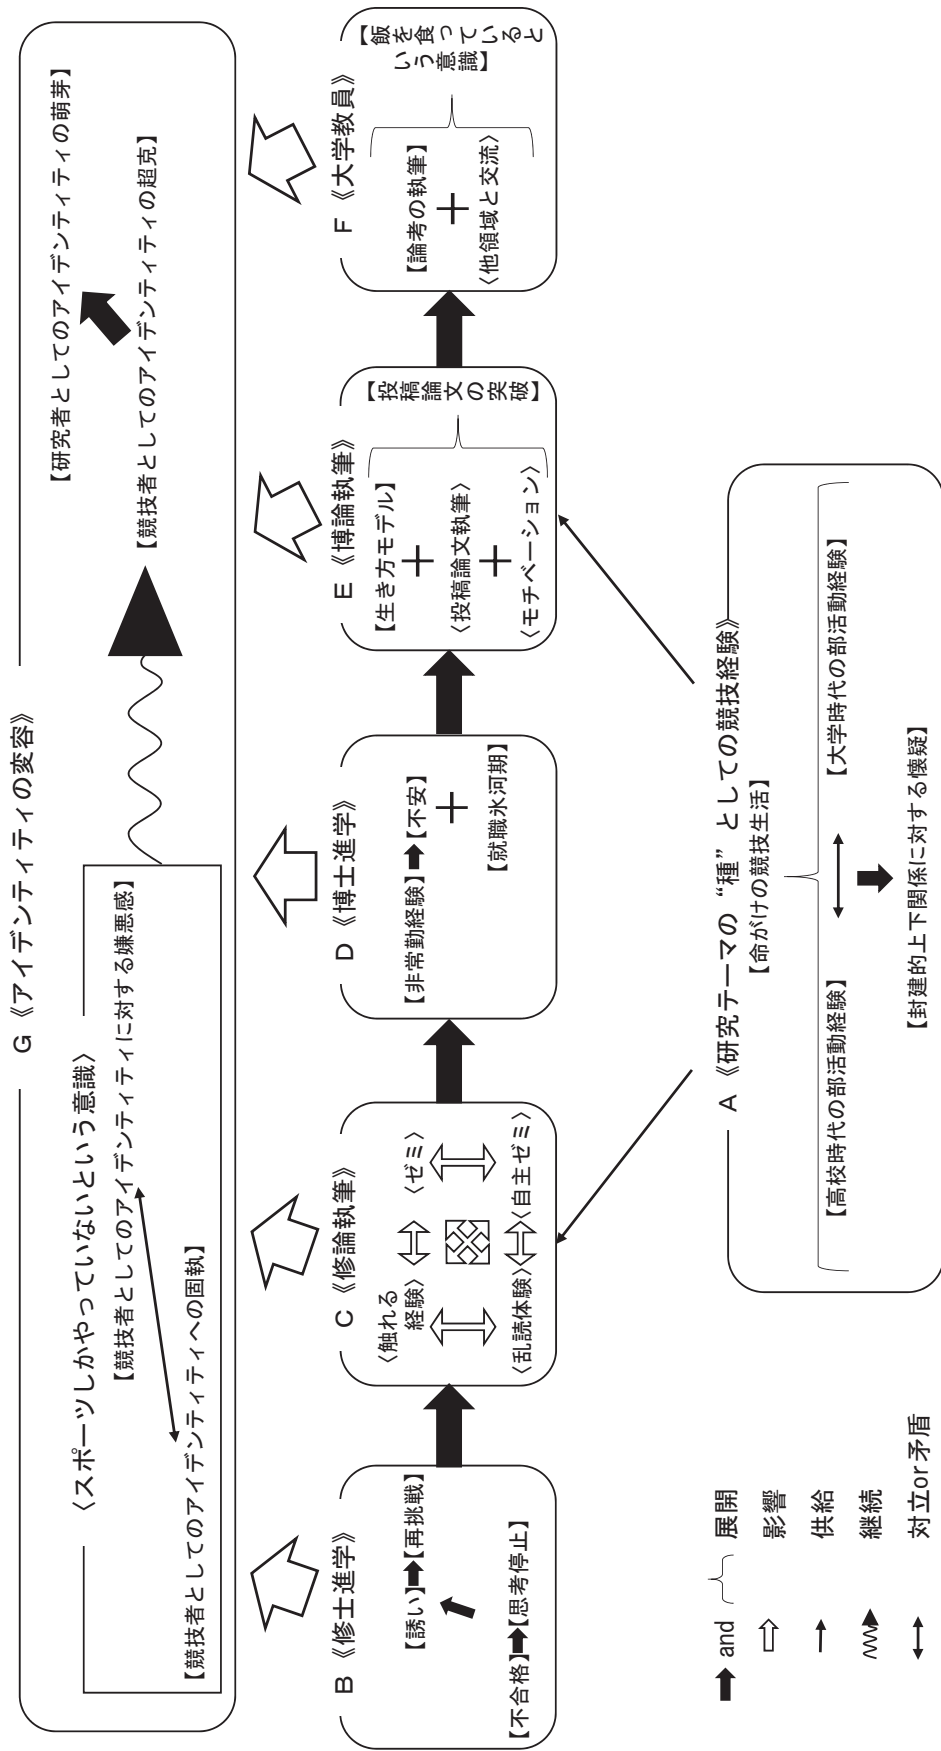 G 《アイデンティティの変容》
〈スポーツしかやっていないという意識〉
【競技者としてのアイデンティティに対する嫌悪感】
【競技者としてのアイデンティティへの固執】
【研究者としてのアイデンティティの萌芽】
【競技者としてのアイデンティティの超克】
B 《修士進学》
【誘い】
【再挑戦】
【不合格】
【思考停止】
C 《修論執筆》
〈触れる
経験〉
〈ゼミ〉
〈乱読体験〉
〈自主ゼミ〉
D 《博士進学》
【非常勤経験】
【不安】
【就職氷河期】
E 《博論執筆》
【生き方モデル】
〈投稿論文執筆〉
〈モチベーション〉
【投稿
論文
の突
破】
F 《大学教員》
【論考の執筆】
〈他領域と交流〉
【飯を食っていると
いう意識】
A 《研究テーマの“種”としての競技経験》
【命がけの競技生活】
【高校時代の部活動経験】
【大学時代の部活動経験】
【封建的上下関係に対する懐疑】
and
展開
影響
供給
継続
対立or矛盾